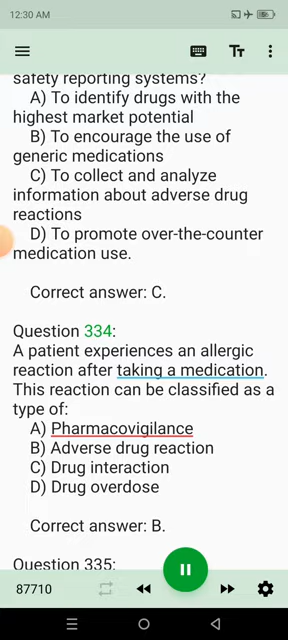 12:30 AM
safety reporting systems?
A) To identify drugs with the
highest market potential
B) To encourage the use of
generic medications
C) To collect and analyze
information about adverse drug
reactions
D) To promote over-the-counter
medication use.
Correct answer: C.
Question 334:
A patient experiences an allergic
reaction after taking a medication.
This reaction can be classified as a
type of:
A) Pharmacovigilance
B) Adverse drug reaction
C) Drug interaction
D) Drug overdose
Correct answer: B.
Question 335:
87710